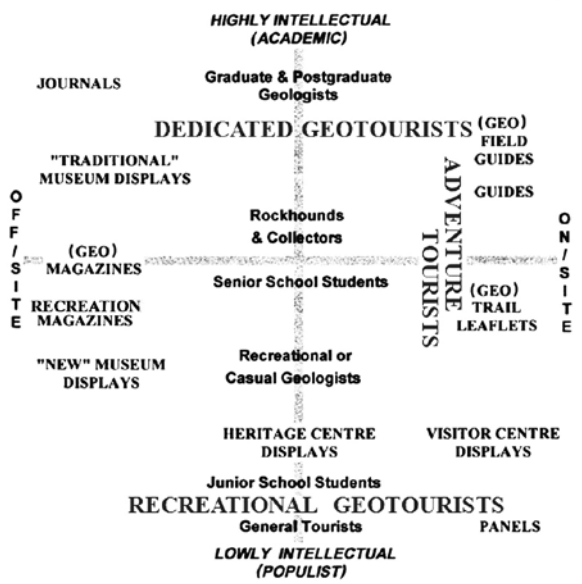 HIGHLY INTELLECTUAL
(ACADEMIC)
JOURNALS
Graduate & Postgraduate
Geologists
DEDICATED GEOTOURISTS
(GEO)
FIELD
GUIDES
"TRADITIONAL"
MUSEUM DISPLAYS
GUIDES
ADVENTURE
TOURISTS
OFF/SITE
ON/SITE
Rockhounds
& Collectors
(GEO)
MAGAZINES
Senior School Students
(GEO)
TRAIL
LEAFLETS
RECREATION
MAGAZINES
"NEW" MUSEUM
DISPLAYS
Recreational or
Casual Geologists
HERITAGE CENTRE
DISPLAYS
VISITOR CENTRE
DISPLAYS
Junior School Students
RECREATIONAL GEOTOURISTS
General Tourists
PANELS
LOWLY INTELLECTUAL
(POPULIST)